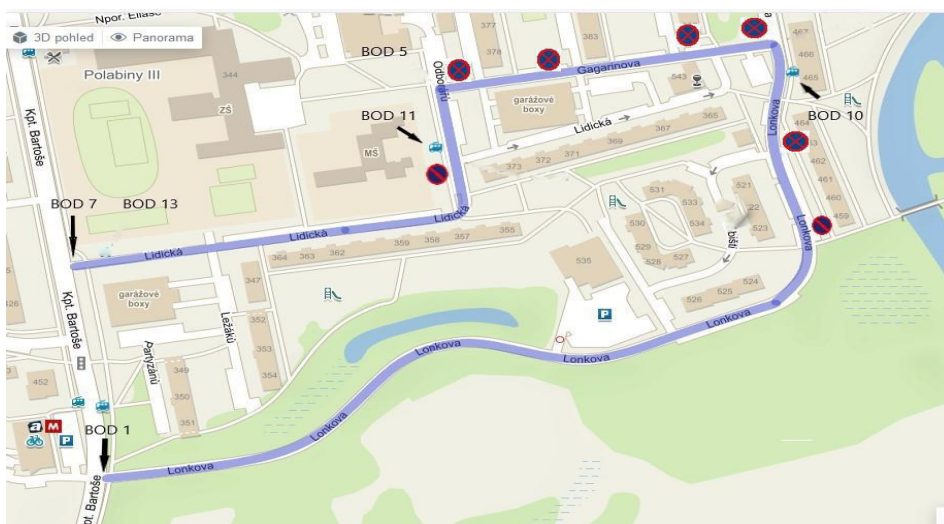 Npor. Eliáše
3D pohled
Panorama
BOD 5
377
378
383
467
466
465
Polabiny III
344
ZŠ
Odborářů
Gagarinova
543
garážové
boxy
Kpt. Bartoše
BOD 11
Lidická
365
367
369
371
372
373
Lonkova
BOD 10
464
462
461
460
459
MŠ
BOD 7
BOD 13
Lidická
Lidická
Lidická
531
533
534
530
529
528
527
521
523
355
357
358
359
362
363
364
347
535
526
525
524
Lonkova
Kpt. Bartoše
garážové
boxy
Ležáků
352
353
354
Partyzánů
349
350
351
P
452
a
M
P
Lonkova
Lonkova
Lonkova
Lonkova
BOD 1
Lonkova